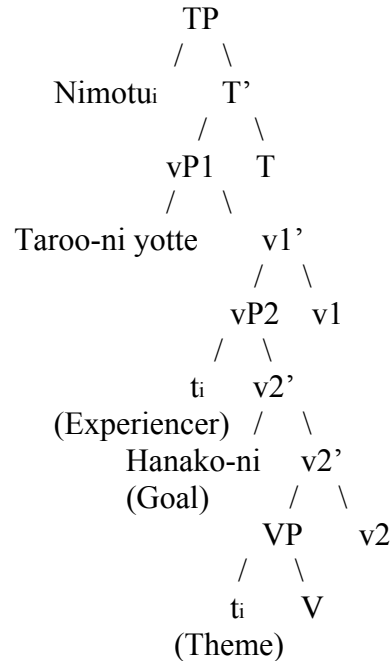 TP
Nimotui T’
vP1 T
Taroo-ni yotte v1’
vP2 v1
ti v2’
(Experiencer)
Hanako-ni v2’
(Goal)
VP v2
ti V
(Theme)